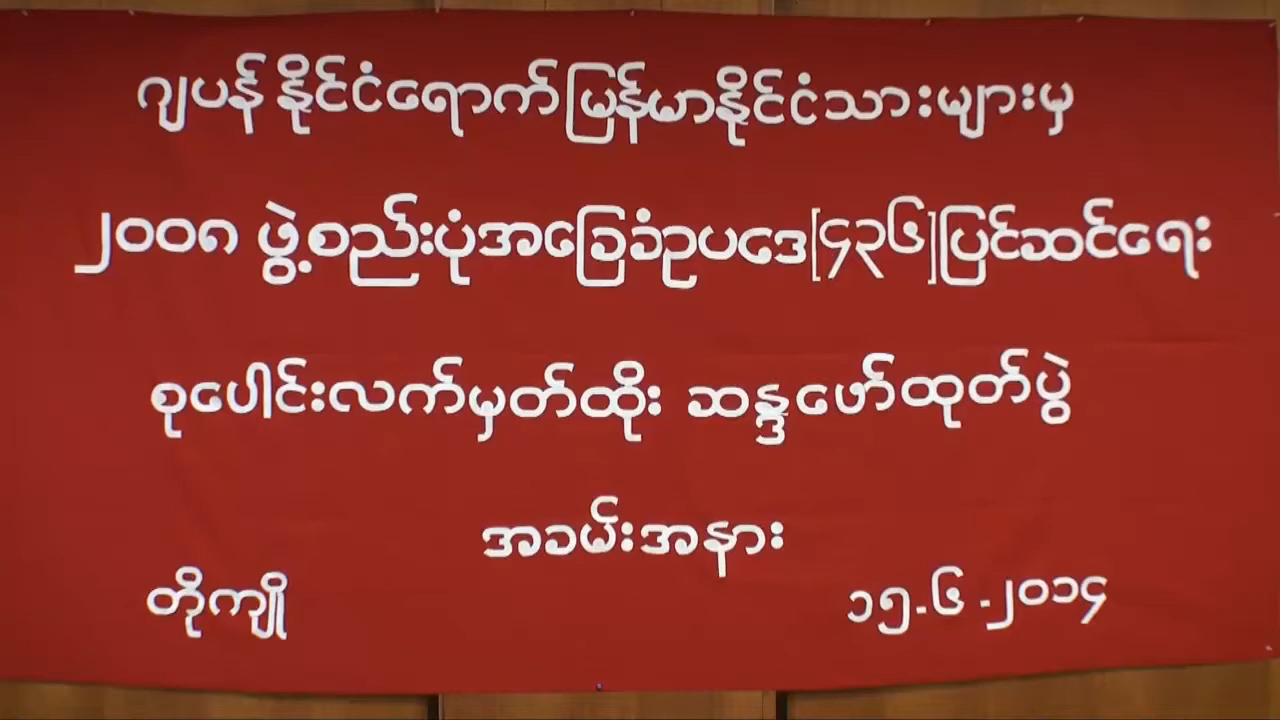 ဂျပန် နိုင်ငံရောက်မြန်မာနိုင်ငံသားများမှ
၂၀၀၈ ဖွဲ့စည်းပုံအခြေခံဥပဒေ[၄၃၆]ပြင်ဆင်ရေး
စုပေါင်းလက်မှတ်ထိုး ဆန္ဒဖော်ထုတ်ပွဲ
အခမ်းအနား
တိုကျို ၁၅.၆.၂၀၁၄